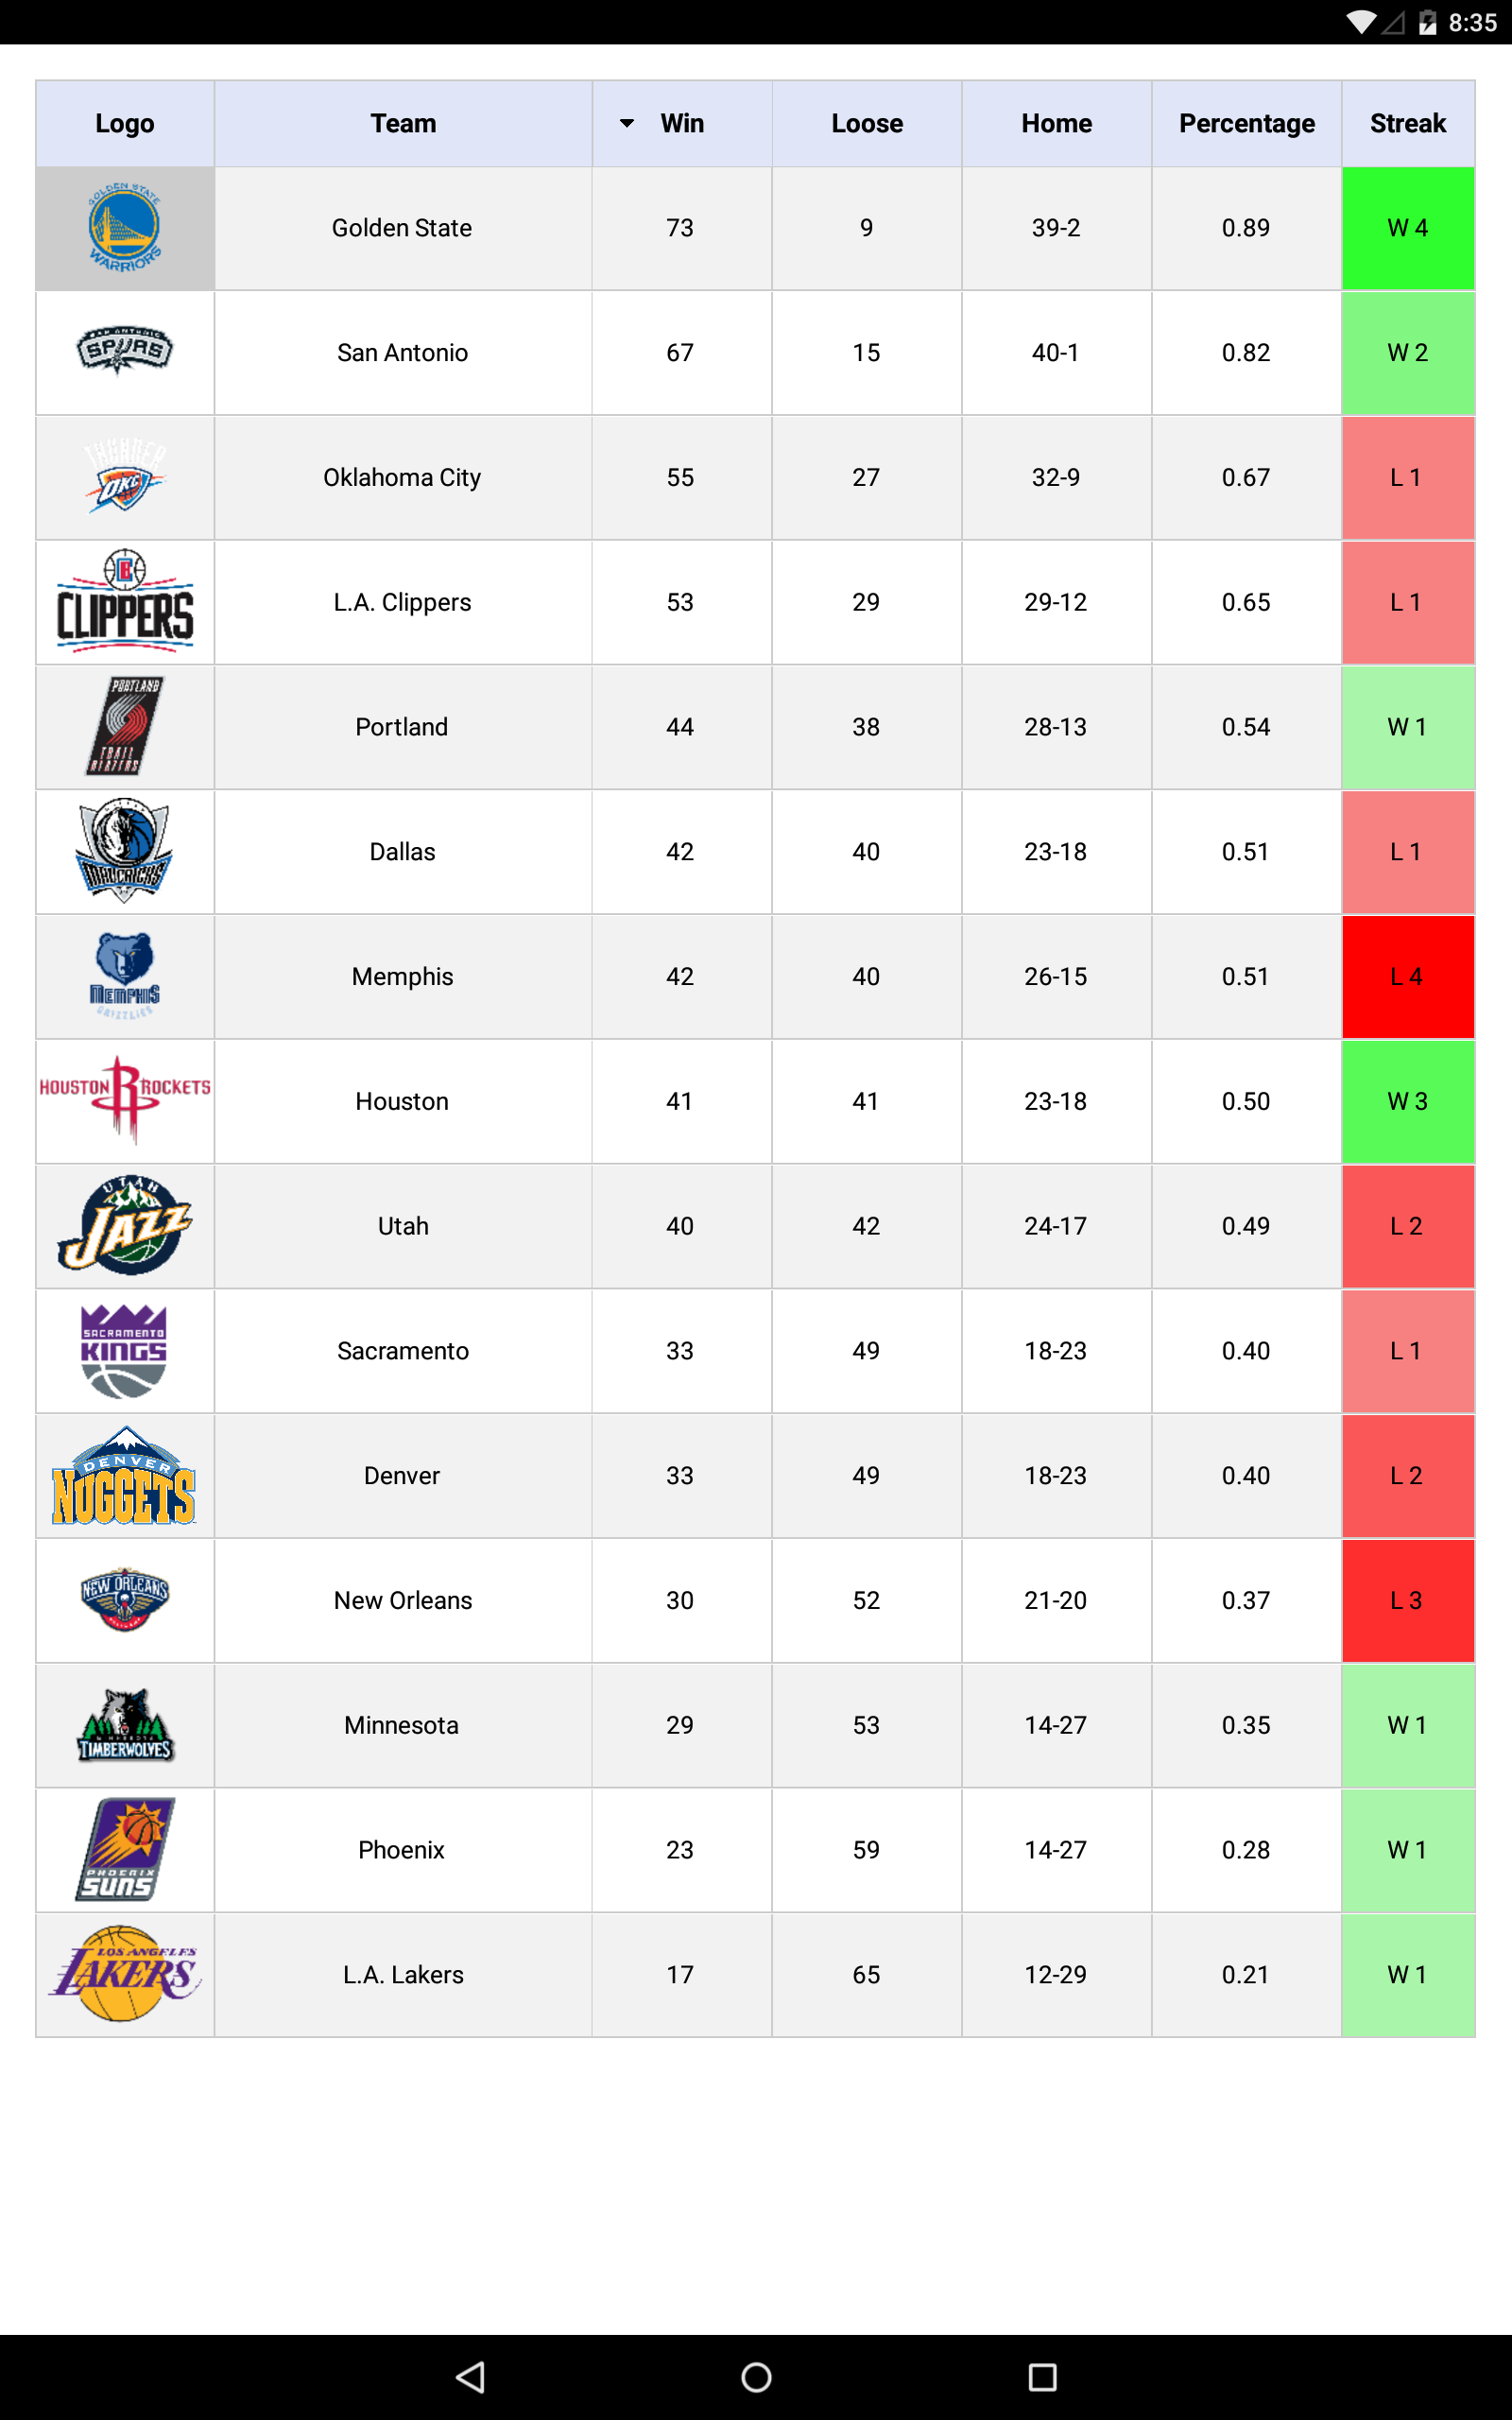 8:35
Logo Team Win Loose Home Percentage Streak
GOLDEN STATE WARRIORS Golden State 73 9 39-2 0.89 W 4
SAN ANTONIO SPURS San Antonio 67 15 40-1 0.82 W 2
THUNDER OKC Oklahoma City 55 27 32-9 0.67 L 1
CLIPPERS L.A. Clippers 53 29 29-12 0.65 L 1
PORTLAND TRAIL BLAZERS Portland 44 38 28-13 0.54 W 1
MAVERICKS Dallas 42 40 23-18 0.51 L 1
MEMPHIS GRIZZLIES Memphis 42 40 26-15 0.51 L 4
HOUSTON ROCKETS Houston 41 41 23-18 0.50 W 3
UTAH JAZZ Utah 40 42 24-17 0.49 L 2
SACRAMENTO KINGS Sacramento 33 49 18-23 0.40 L 1
DENVER NUGGETS Denver 33 49 18-23 0.40 L 2
NEW ORLEANS New Orleans 30 52 21-20 0.37 L 3
TIMBERWOLVES Minnesota 29 53 14-27 0.35 W 1
PHOENIX SUNS Phoenix 23 59 14-27 0.28 W 1
LOS ANGELES LAKERS L.A. Lakers 17 65 12-29 0.21 W 1